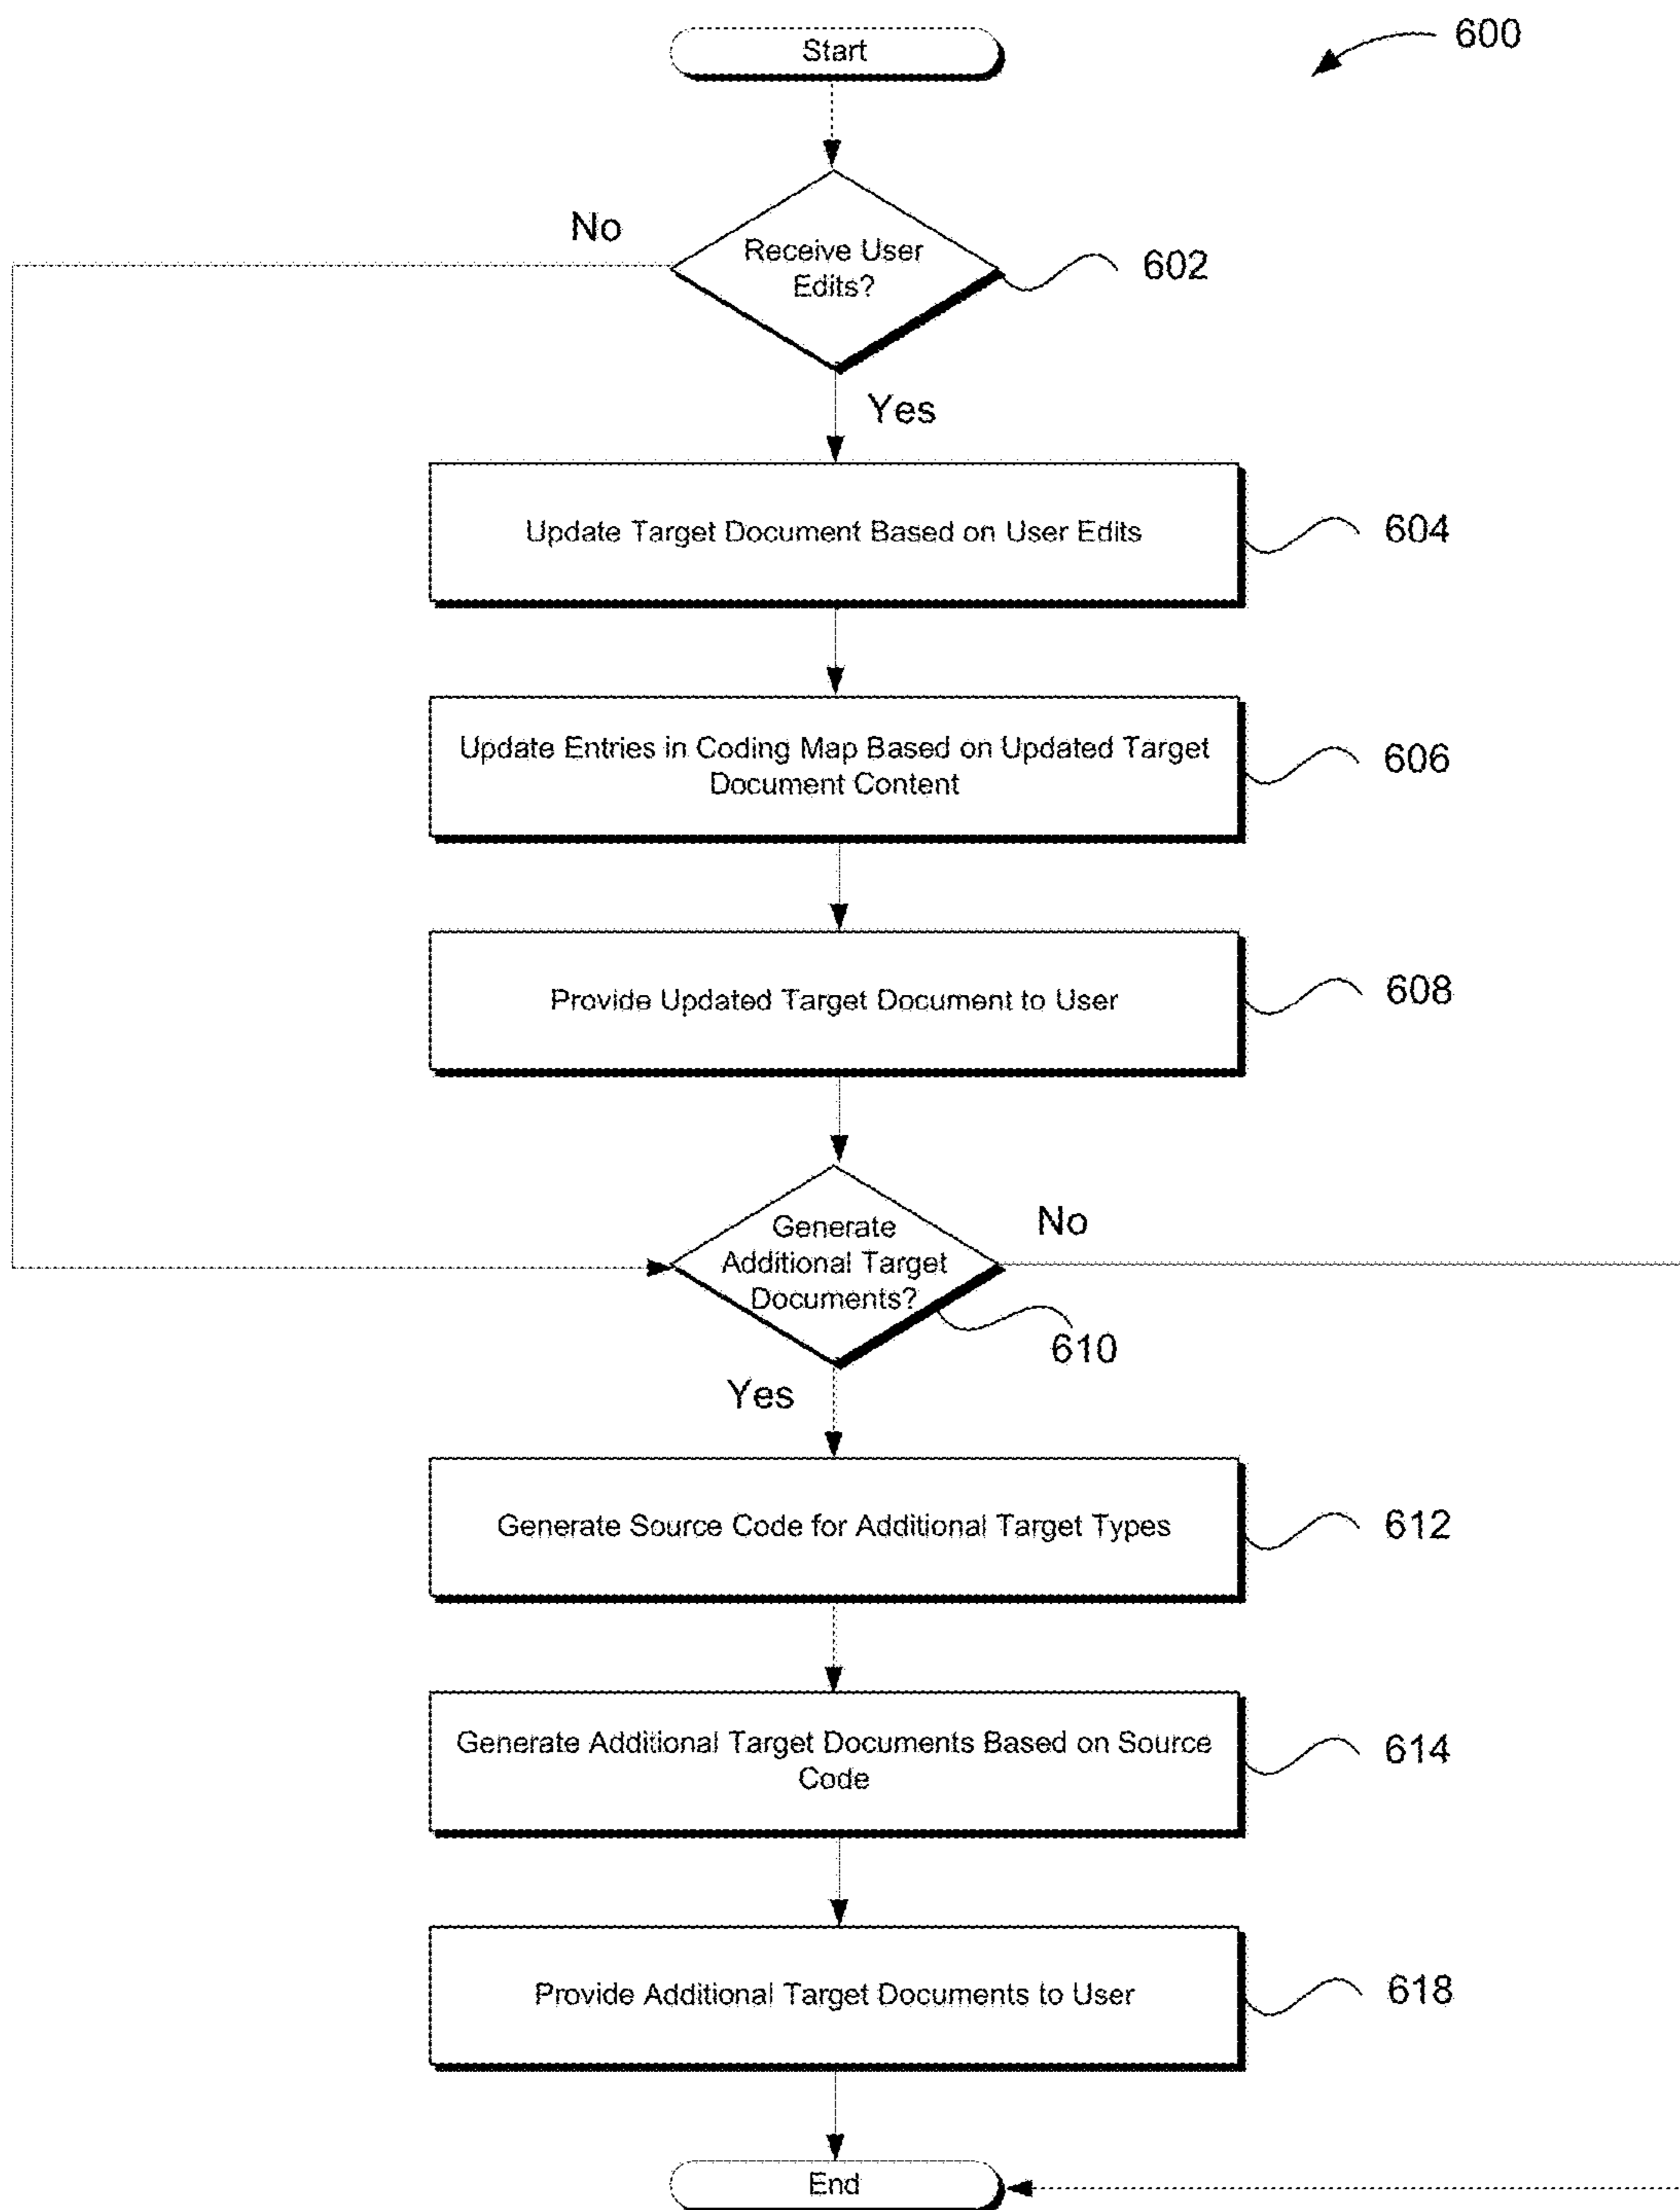 Start
600
No
Receive User
Edits?
602
Yes
Update Target Document Based on User Edits
604
Update Entries in Coding Map Based on Updated Target
Document Content
606
Provide Updated Target Document to User
608
Generate
Additional Target
Documents?
No
610
Yes
Generate Source Code for Additional Target Types
612
Generate Additional Target Documents Based on Source
Code
614
Provide Additional Target Documents to User
618
End